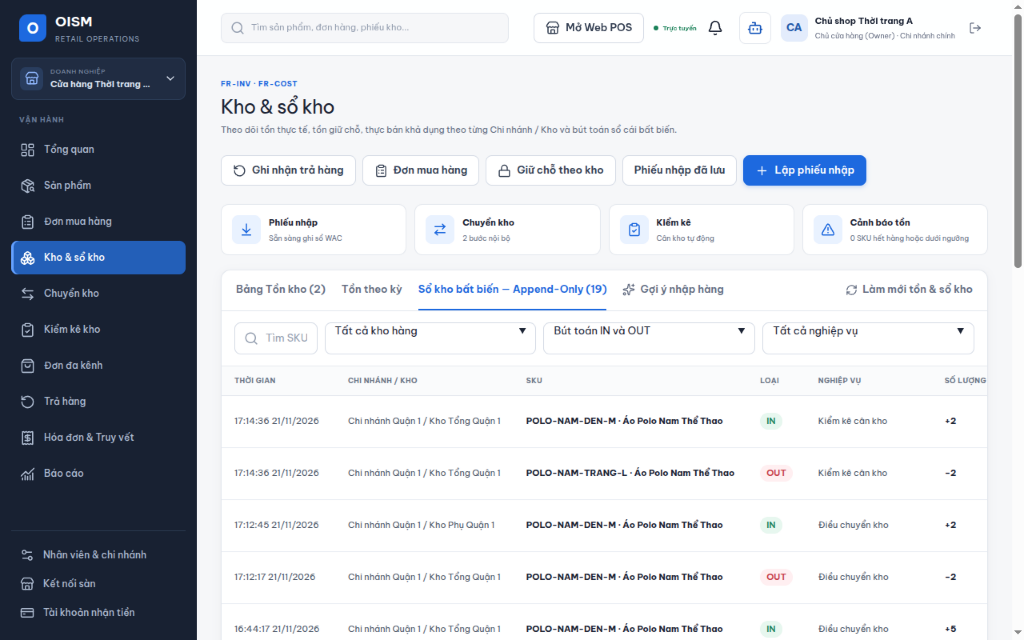 OISM
RETAIL OPERATIONS
DOANH NGHIỆP
Cửa hàng Thời trang ...
VẬN HÀNH
Tổng quan
Sản phẩm
Đơn mua hàng
Kho & sổ kho
Chuyển kho
Kiểm kê kho
Đơn đa kênh
Trả hàng
Hóa đơn & Truy vết
Báo cáo
Nhân viên & chi nhánh
Kết nối sàn
Tài khoản nhận tiền
Tìm sản phẩm, đơn hàng, phiếu kho...
Mở Web POS
Trực tuyến
CA
Chủ shop Thời trang A
Chủ cửa hàng (Owner) · Chi nhánh chính
FR-INV · FR-COST
Kho & sổ kho
Theo dõi tồn thực tế, tồn giữ chỗ, thực bán khả dụng theo từng Chi nhánh / Kho và bút toán sổ cái bất biến.
Ghi nhận trả hàng
Đơn mua hàng
Giữ chỗ theo kho
Phiếu nhập đã lưu
+ Lập phiếu nhập
Phiếu nhập
Sẵn sàng ghi sổ WAC
Chuyển kho
2 bước nội bộ
Kiểm kê
Cân kho tự động
Cảnh báo tồn
0 SKU hết hàng hoặc dưới ngưỡng
Bảng Tồn kho (2)
Tồn theo kỳ
Sổ kho bất biến — Append-Only (19)
Gợi ý nhập hàng
Làm mới tồn & sổ kho
Tìm SKU
Tất cả kho hàng
Bút toán IN và OUT
Tất cả nghiệp vụ
THỜI GIAN CHI NHÁNH / KHO SKU LOẠI NGHIỆP VỤ SỐ LƯỢNG
17:14:36 21/11/2026 Chi nhánh Quận 1 / Kho Tổng Quận 1 POLO-NAM-DEN-M · Áo Polo Nam Thể Thao IN Kiểm kê cân kho +2
17:14:36 21/11/2026 Chi nhánh Quận 1 / Kho Tổng Quận 1 POLO-NAM-TRANG-L · Áo Polo Nam Thể Thao OUT Kiểm kê cân kho -2
17:12:45 21/11/2026 Chi nhánh Quận 1 / Kho Phụ Quận 1 POLO-NAM-DEN-M · Áo Polo Nam Thể Thao IN Điều chuyển kho +2
17:12:17 21/11/2026 Chi nhánh Quận 1 / Kho Tổng Quận 1 POLO-NAM-DEN-M · Áo Polo Nam Thể Thao OUT Điều chuyển kho -2
16:44:17 21/11/2026 Chi nhánh Quận 1 / Kho Tổng Quận 1 POLO-NAM-DEN-M · Áo Polo Nam Thể Thao IN Điều chuyển kho +5